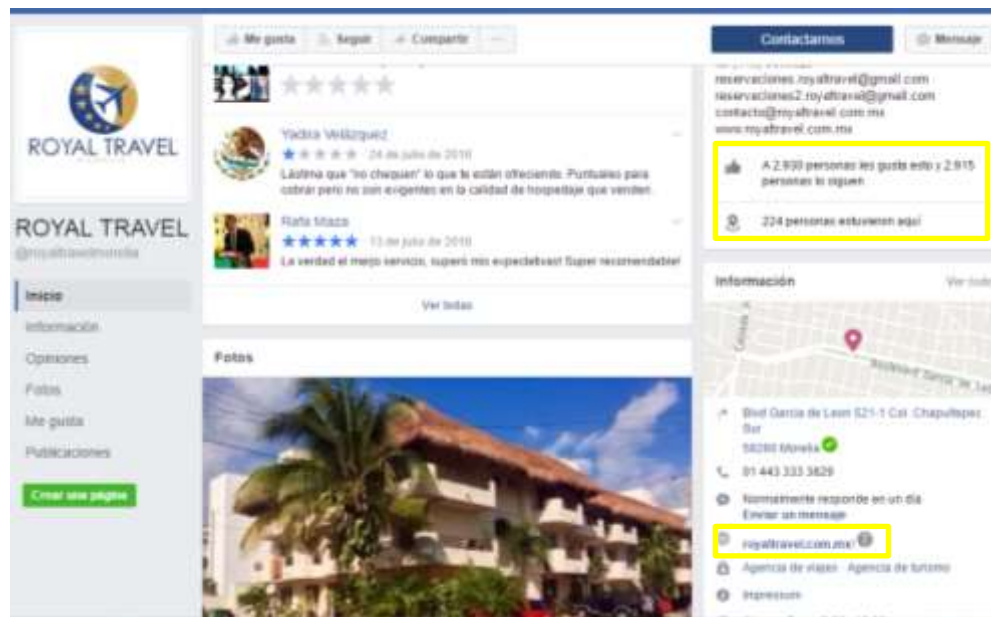 ROYAL TRAVEL
ROYAL TRAVEL
@royaltravelmorelia
Inicio
Información
Opiniones
Fotos
Me gusta
Publicaciones
Crear una página
Me gusta
Seguir
Compartir
Yadira Velázquez
24 de julio de 2016
Lástima que "no chequen" lo que te están ofreciendo. Puntuales para
cobrar pero no son exigentes en la calidad de hospedaje que venden
Rafa Maza
13 de julio de 2016
La verdad el mejro servicio, superó mis expectativas! Super recomendable!
Ver todas
Fotos
Contactarnos
Mensaje
reservaciones.royaltravel@gmail.com
reservaciones2.royaltravel@gmail.com
contacto@royaltravel.com.mx
www.royaltravel.com.mx
A 2.930 personas les gusta esto y 2.915
personas lo siguen
224 personas estuvieron aquí
Información
Ver todo
Blvd Garcia de Leon 521-1 Col. Chapultepec
Sur
58260 Morelia
01 443 333 3829
Normalmente responde en un día
Enviar un mensaje
royaltravel.com.mx/
Agencia de viajes · Agencia de turismo
Impressum